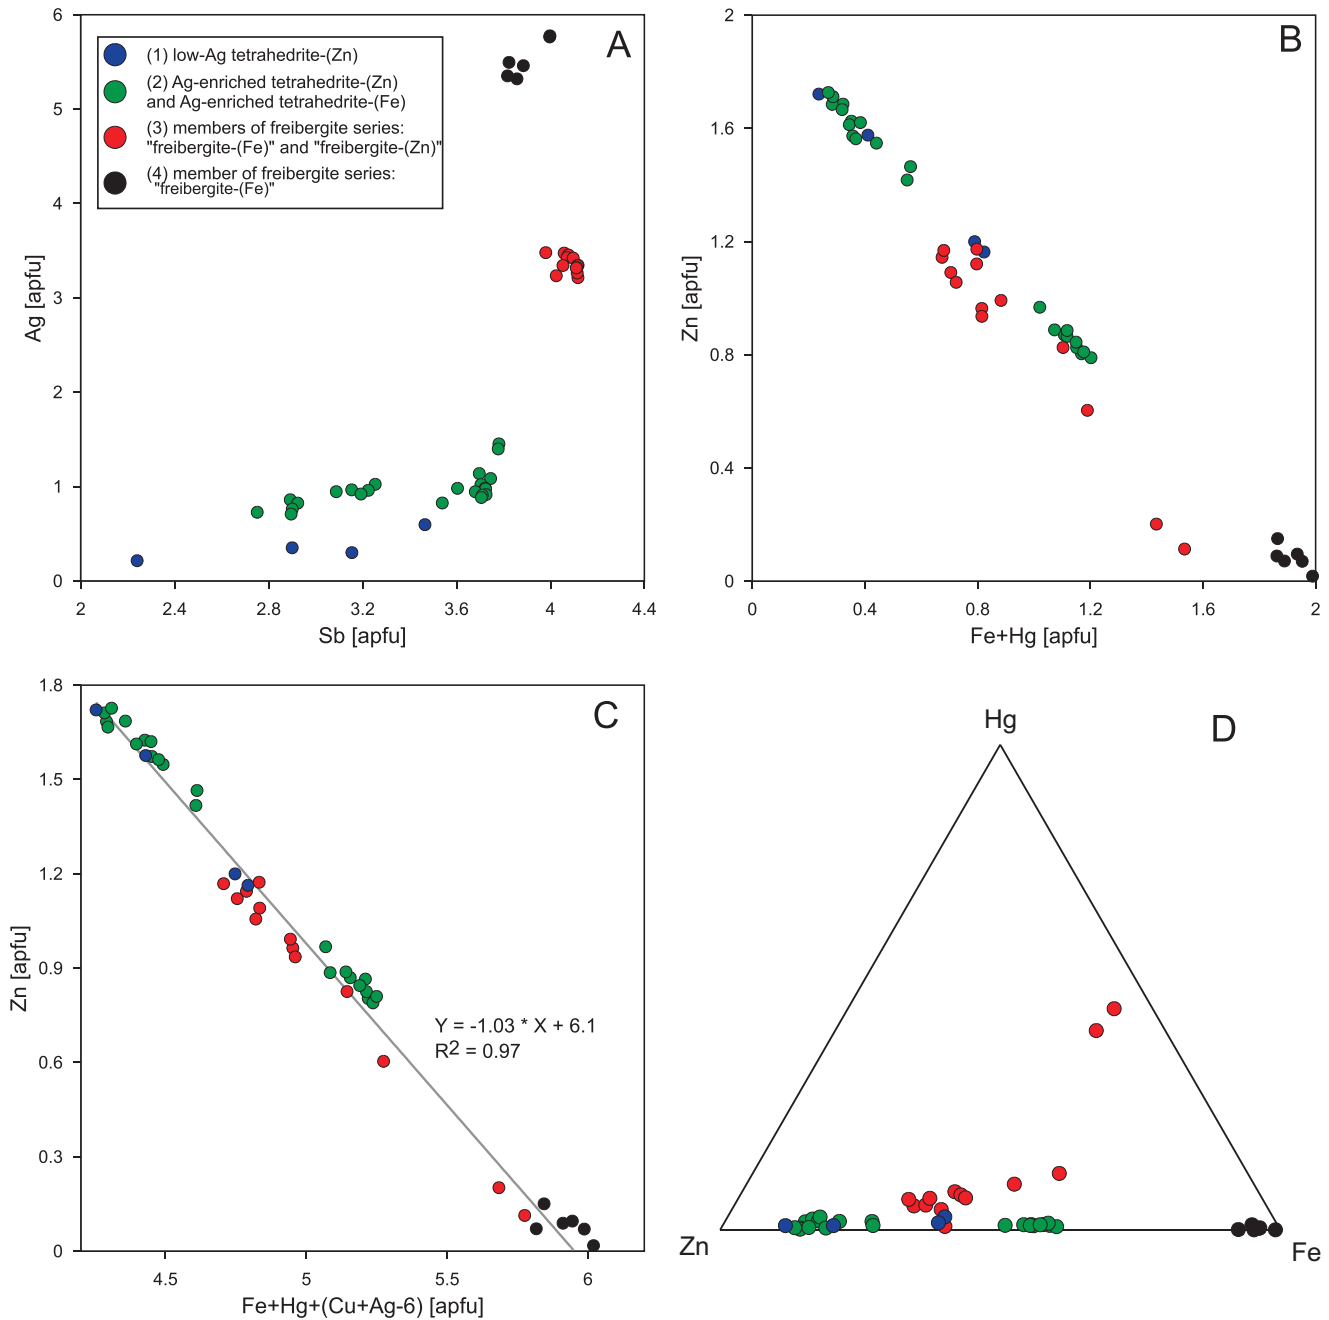 A
(1) low-Ag tetrahedrite-(Zn)
(2) Ag-enriched tetrahedrite-(Zn)
and Ag-enriched tetrahedrite-(Fe)
(3) members of freibergite series:
"freibergite-(Fe)" and "freibergite-(Zn)"
(4) member of freibergite series:
"freibergite-(Fe)"
6
5
4
3
2
1
0
Ag [apfu]
2 2.4 2.8 3.2 3.6 4 4.4
Sb [apfu]
B
2
1.6
1.2
0.8
0.4
0
Zn [apfu]
0 0.4 0.8 1.2 1.6 2
Fe+Hg [apfu]
C
1.8
1.5
1.2
0.9
0.6
0.3
0
Zn [apfu]
Y = -1.03 * X + 6.1
R2 = 0.97
4.5 5 5.5 6
Fe+Hg+(Cu+Ag-6) [apfu]
D
Hg
Zn
Fe